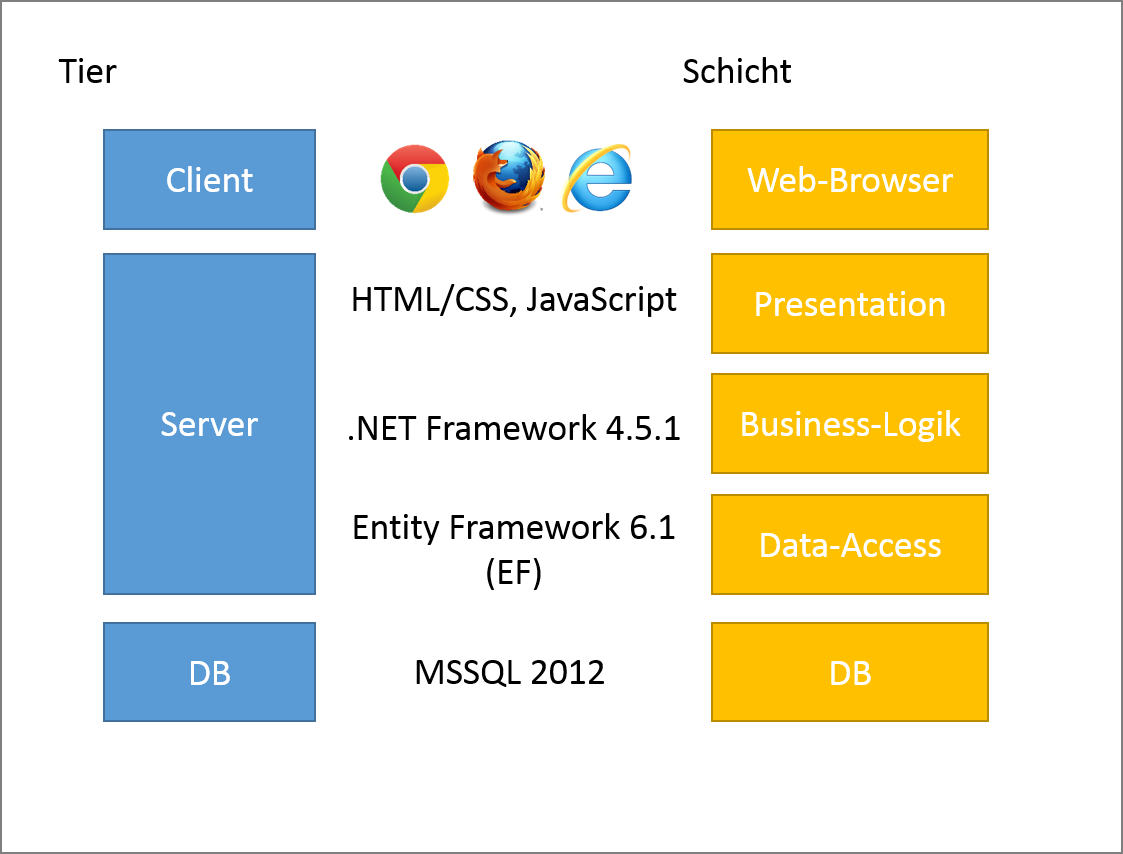 Tier
Schicht
Client
Web-Browser
HTML/CSS, JavaScript
Presentation
Server
.NET Framework 4.5.1
Business-Logik
Entity Framework 6.1
(EF)
Data-Access
DB
MSSQL 2012
DB